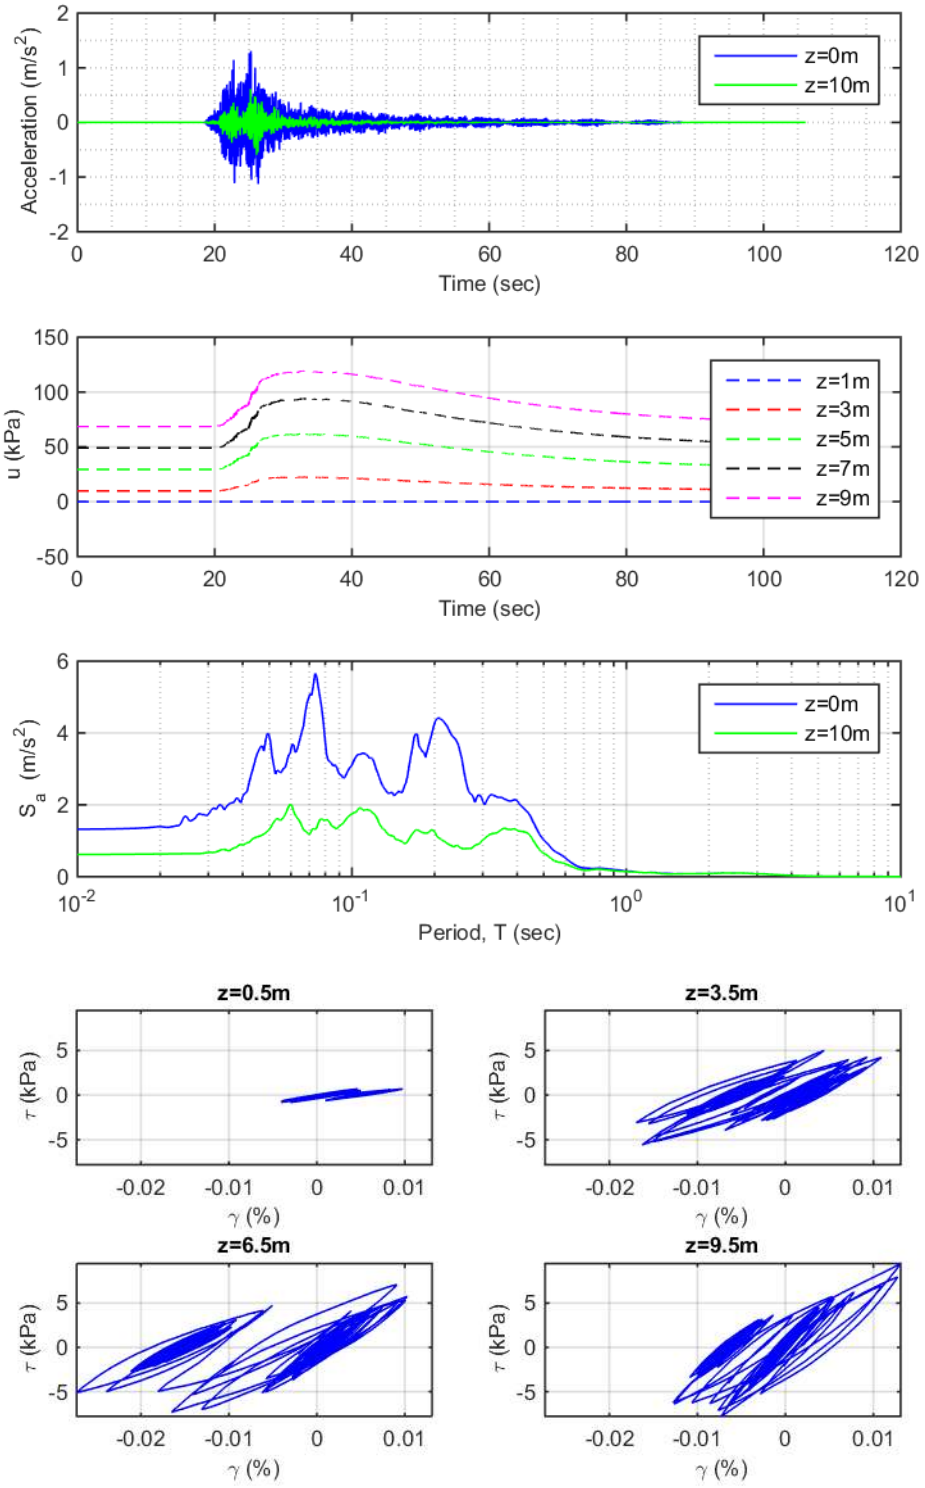 2
1
0
-1
-2
Acceleration (m/s²)
z=0m
z=10m
0 20 40 60 80 100 120
Time (sec)
150
100
50
0
-50
u (kPa)
z=1m
z=3m
z=5m
z=7m
z=9m
0 20 40 60 80 100 120
Time (sec)
6
4
2
0
Sₐ (m/s²)
z=0m
z=10m
10⁻² 10⁻¹ 10⁰ 10¹
Period, T (sec)
z=0.5m
5
0
-5
τ (kPa)
-0.02 -0.01 0 0.01
γ (%)
z=3.5m
5
0
-5
τ (kPa)
-0.02 -0.01 0 0.01
γ (%)
z=6.5m
5
0
-5
τ (kPa)
-0.02 -0.01 0 0.01
γ (%)
z=9.5m
5
0
-5
τ (kPa)
-0.02 -0.01 0 0.01
γ (%)